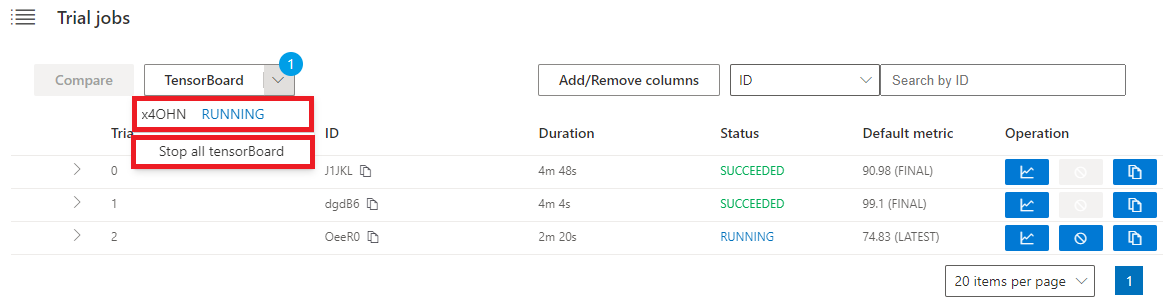 Trial jobs
Compare TensorBoard 1 Add/Remove columns ID Search by ID
x4OHN RUNNING
Tria ID Duration Status Default metric Operation
Stop all tensorBoard
0 J1JKL 4m 48s SUCCEEDED 90.98 (FINAL)
1 dgdB6 4m 4s SUCCEEDED 99.1 (FINAL)
2 OeeR0 2m 20s RUNNING 74.83 (LATEST)
20 items per page 1